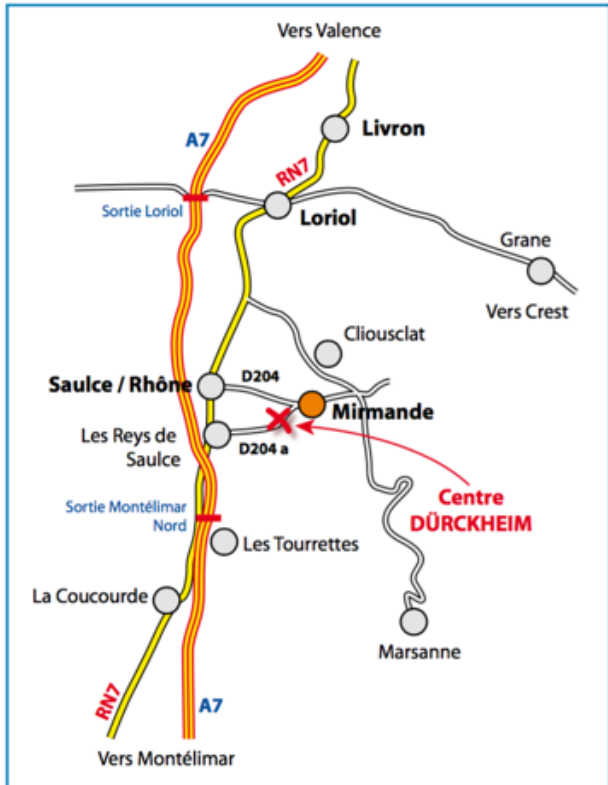 Vers Valence
Livron
A7
RN7
Sortie Loriol
Loriol
Grane
Vers Crest
Cliousclat
D204
Saulce / Rhône
Mirmande
Les Reys de
Saulce
D204 a
Centre
DÜRCKHEIM
Sortie Montélimar
Nord
Les Tourrettes
La Coucourde
Marsanne
RN7
A7
Vers Montélimar